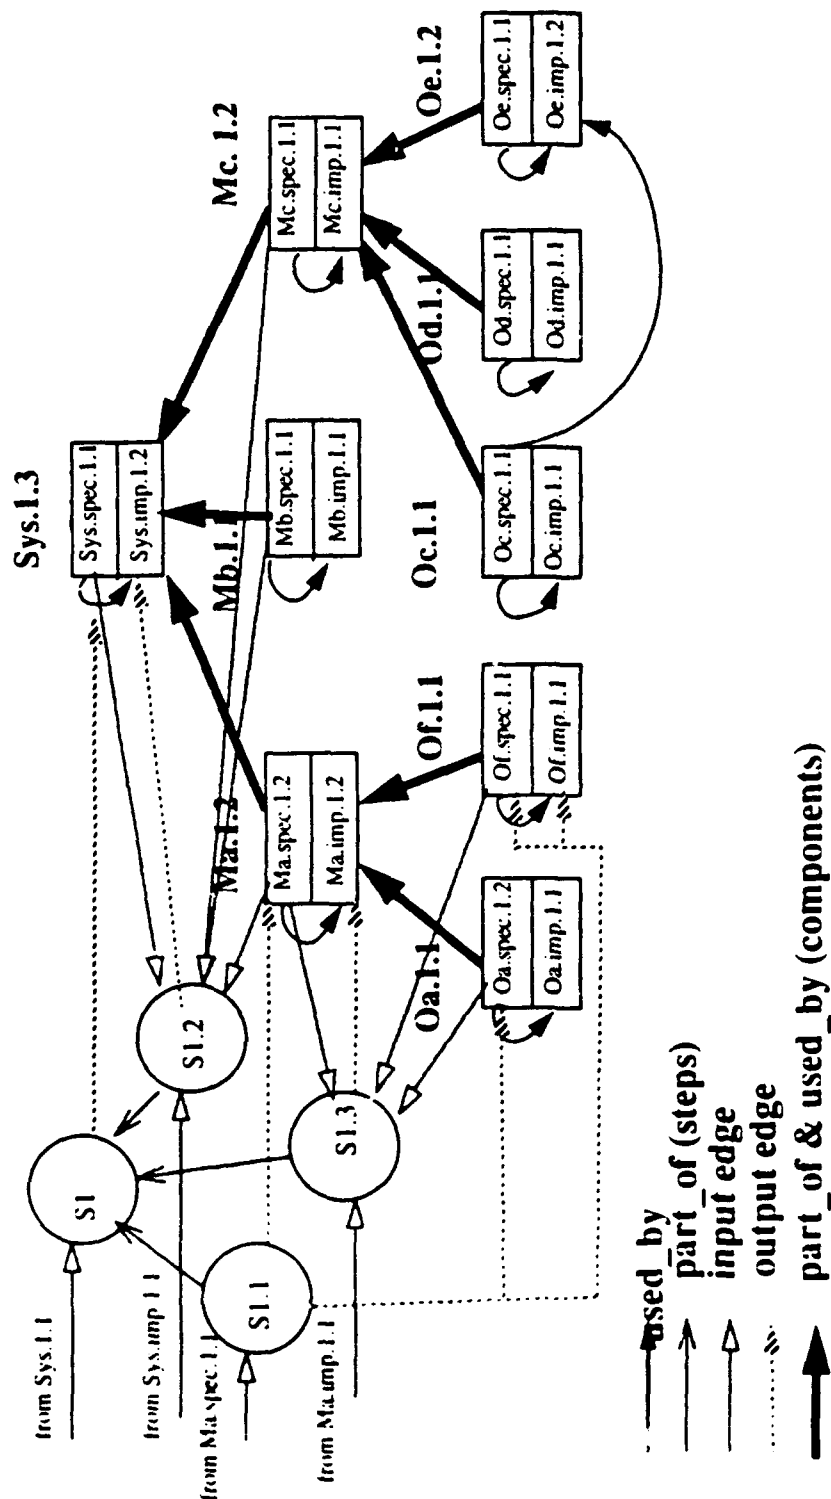 Sys.1.3
Sys.spec.1.1
Sys.imp.1.2
S1
S1.2
from Sys.1.1
from Sys.imp 1.1
Mc. 1.2
Mc.spec.1.1
Mc.imp.1.1
Mb.1.1
Mb.spec.1.1
Mb.imp.1.1
Ma.1.2
Ma.spec.1.2
Ma.imp.1.2
S1.1
S1.3
from Ma.spec.1.1
from Ma.imp.1.1
Oa.1.1
Oa.spec.1.2
Oa.imp.1.1
Of.1.1
Of.spec.1.1
Of.imp.1.1
Oc.1.1
Oc.spec.1.1
Oc.imp.1.1
Od.1.1
Od.spec.1.1
Od.imp.1.1
Oe.1.2
Oe.spec.1.1
Oe.imp.1.2
used_by
part_of (steps)
input edge
output edge
part_of & used_by (components)